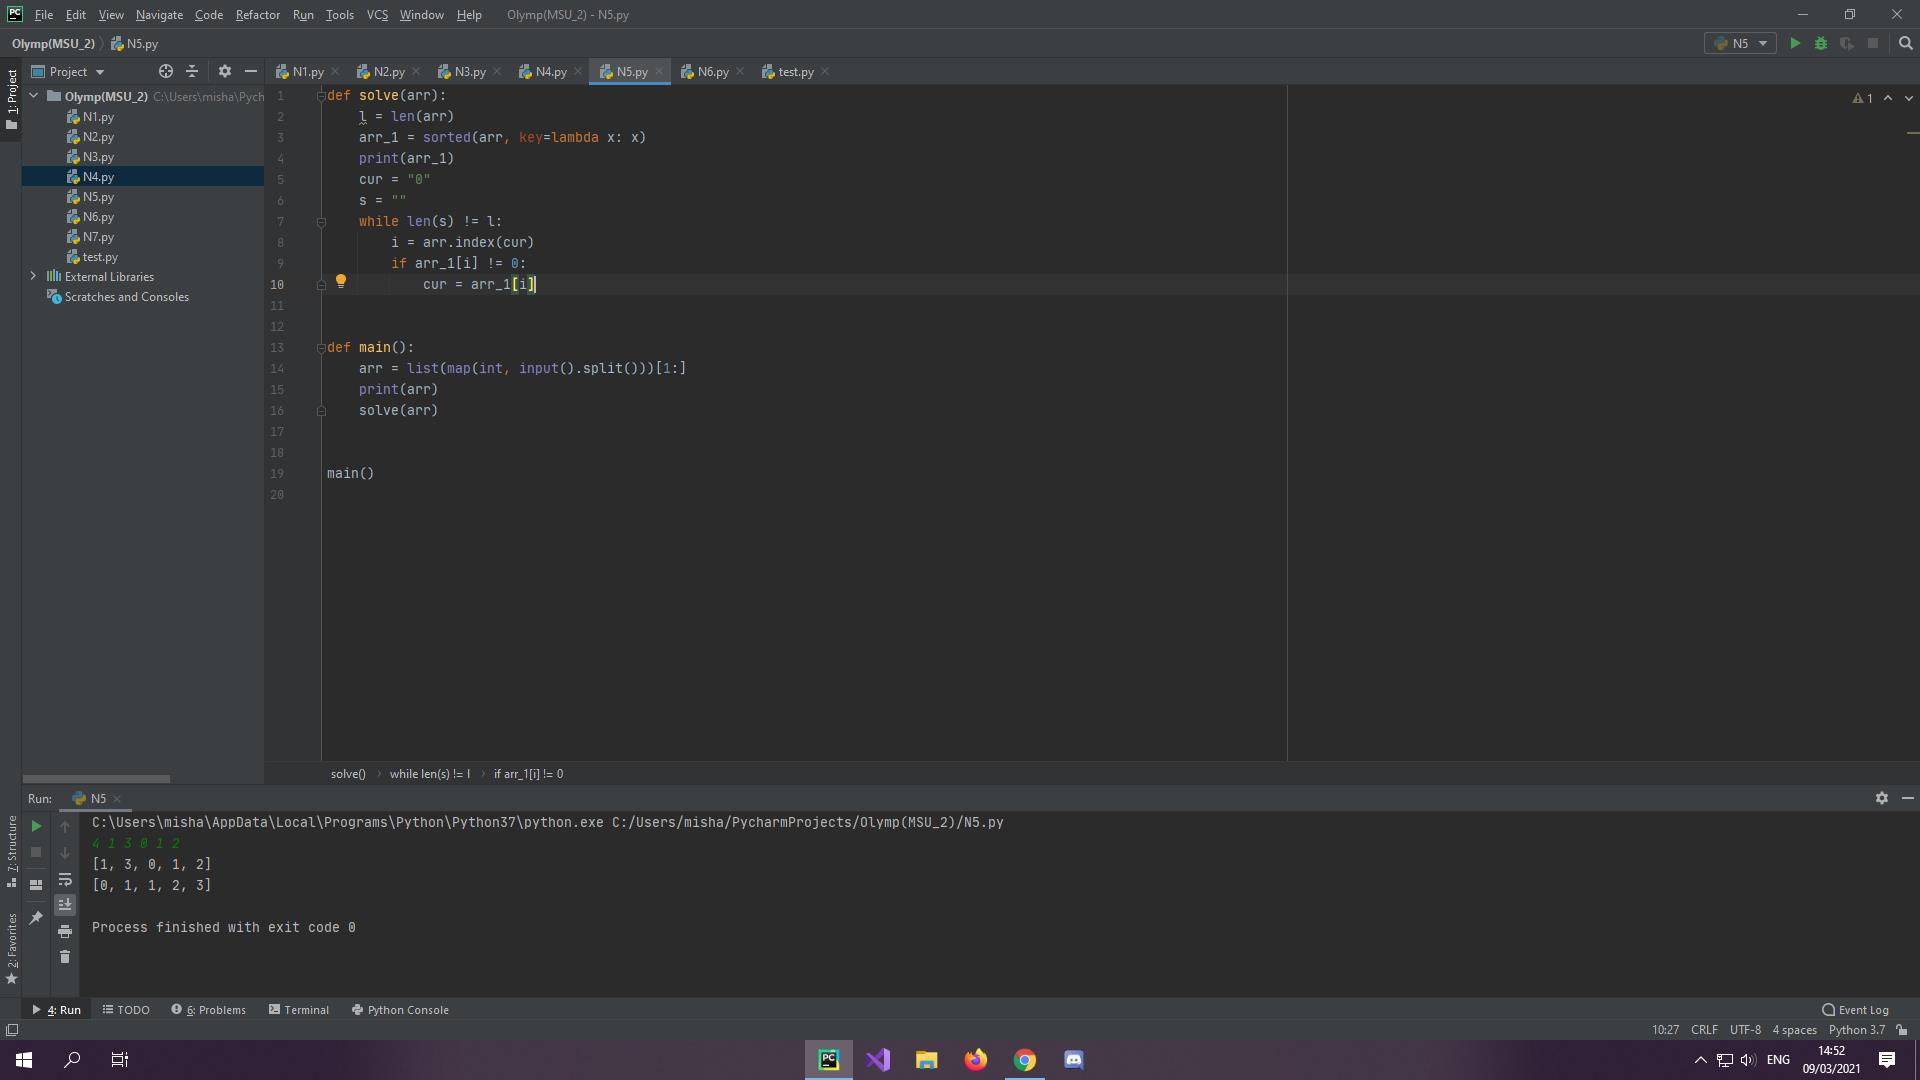 PC File Edit View Navigate Code Refactor Run Tools VCS Window Help Olymp(MSU_2) - N5.py
Olymp(MSU_2) N5.py N5
Project N1.py N2.py N3.py N4.py N5.py N6.py test.py
1: Project
Olymp(MSU_2) C:\Users\misha\Pych
N1.py
N2.py
N3.py
N4.py
N5.py
N6.py
N7.py
test.py
External Libraries
Scratches and Consoles
1 def solve(arr):
2 l = len(arr)
3 arr_1 = sorted(arr, key=lambda x: x)
4 print(arr_1)
5 cur = "0"
6 s = ""
7 while len(s) != l:
8 i = arr.index(cur)
9 if arr_1[i] != 0:
10 cur = arr_1[i]
11
12
13 def main():
14 arr = list(map(int, input().split()))[1:]
15 print(arr)
16 solve(arr)
17
18
19 main()
20
1
solve() while len(s) != l if arr_1[i] != 0
Run: N5
C:\Users\misha\AppData\Local\Programs\Python\Python37\python.exe C:/Users/misha/PycharmProjects/Olymp(MSU_2)/N5.py
4 1 3 0 1 2
[1, 3, 0, 1, 2]
[0, 1, 1, 2, 3]
Process finished with exit code 0
7: Structure
2: Favorites
4: Run TODO 6: Problems Terminal Python Console Event Log
10:27 CRLF UTF-8 4 spaces Python 3.7
PC ENG 14:52
09/03/2021